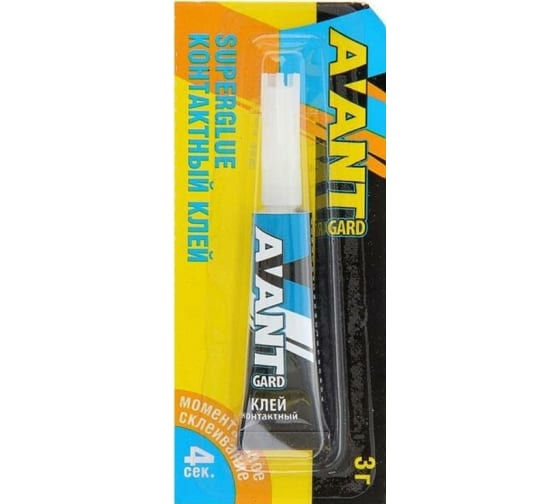 SUPERGLUE
КОНТАКТНЫЙ КЛЕЙ
AVANT
GARD
3г
AVANT
GARD
КЛЕЙ
контактный
моментальное
склеивание
4 сек.